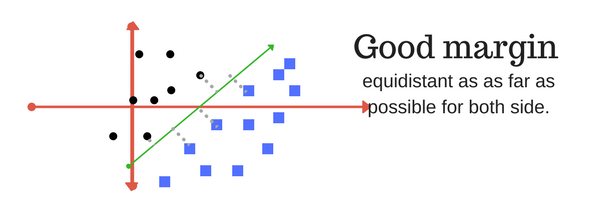 Good margin
equidistant as as far as
possible for both side.